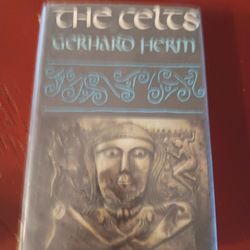 THE CELTS
GERHARD HERM